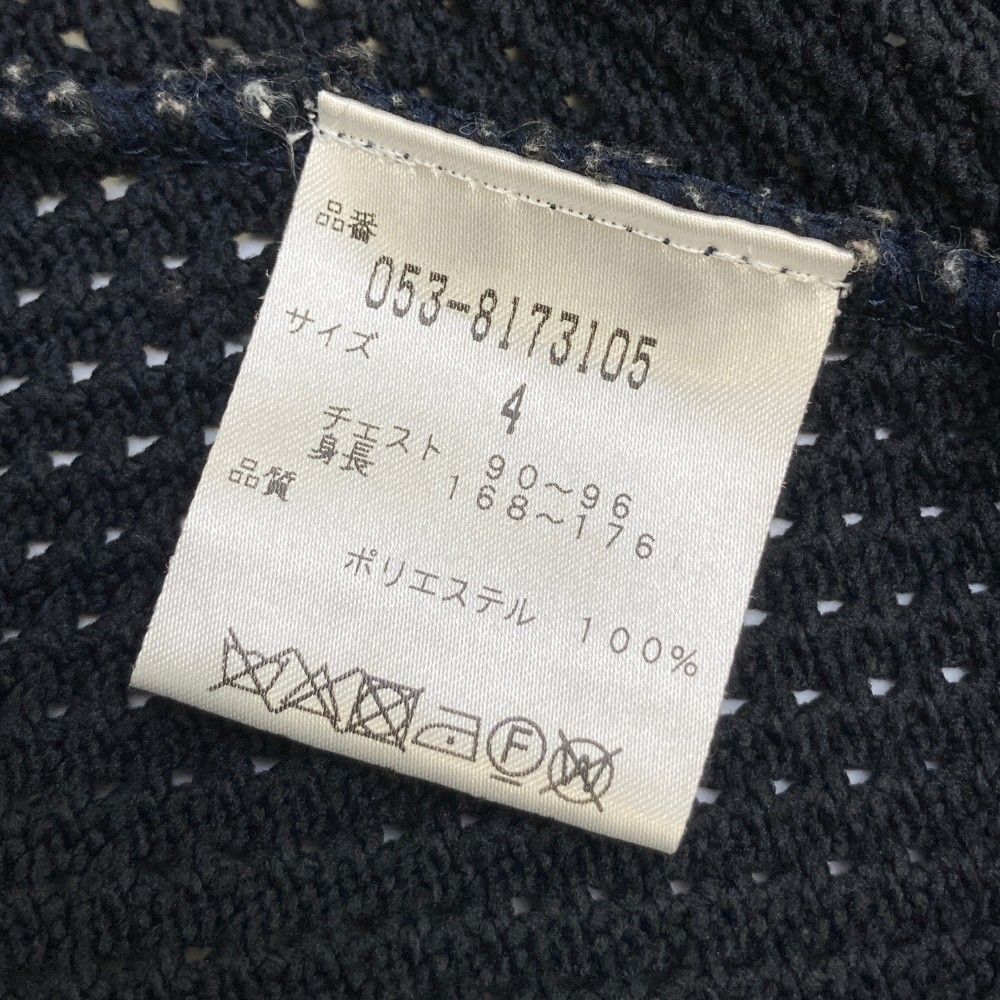 品番
053-8173105
サイズ
4
チェスト 90～96
身長 168～176
品質
ポリエステル 100%
F
W